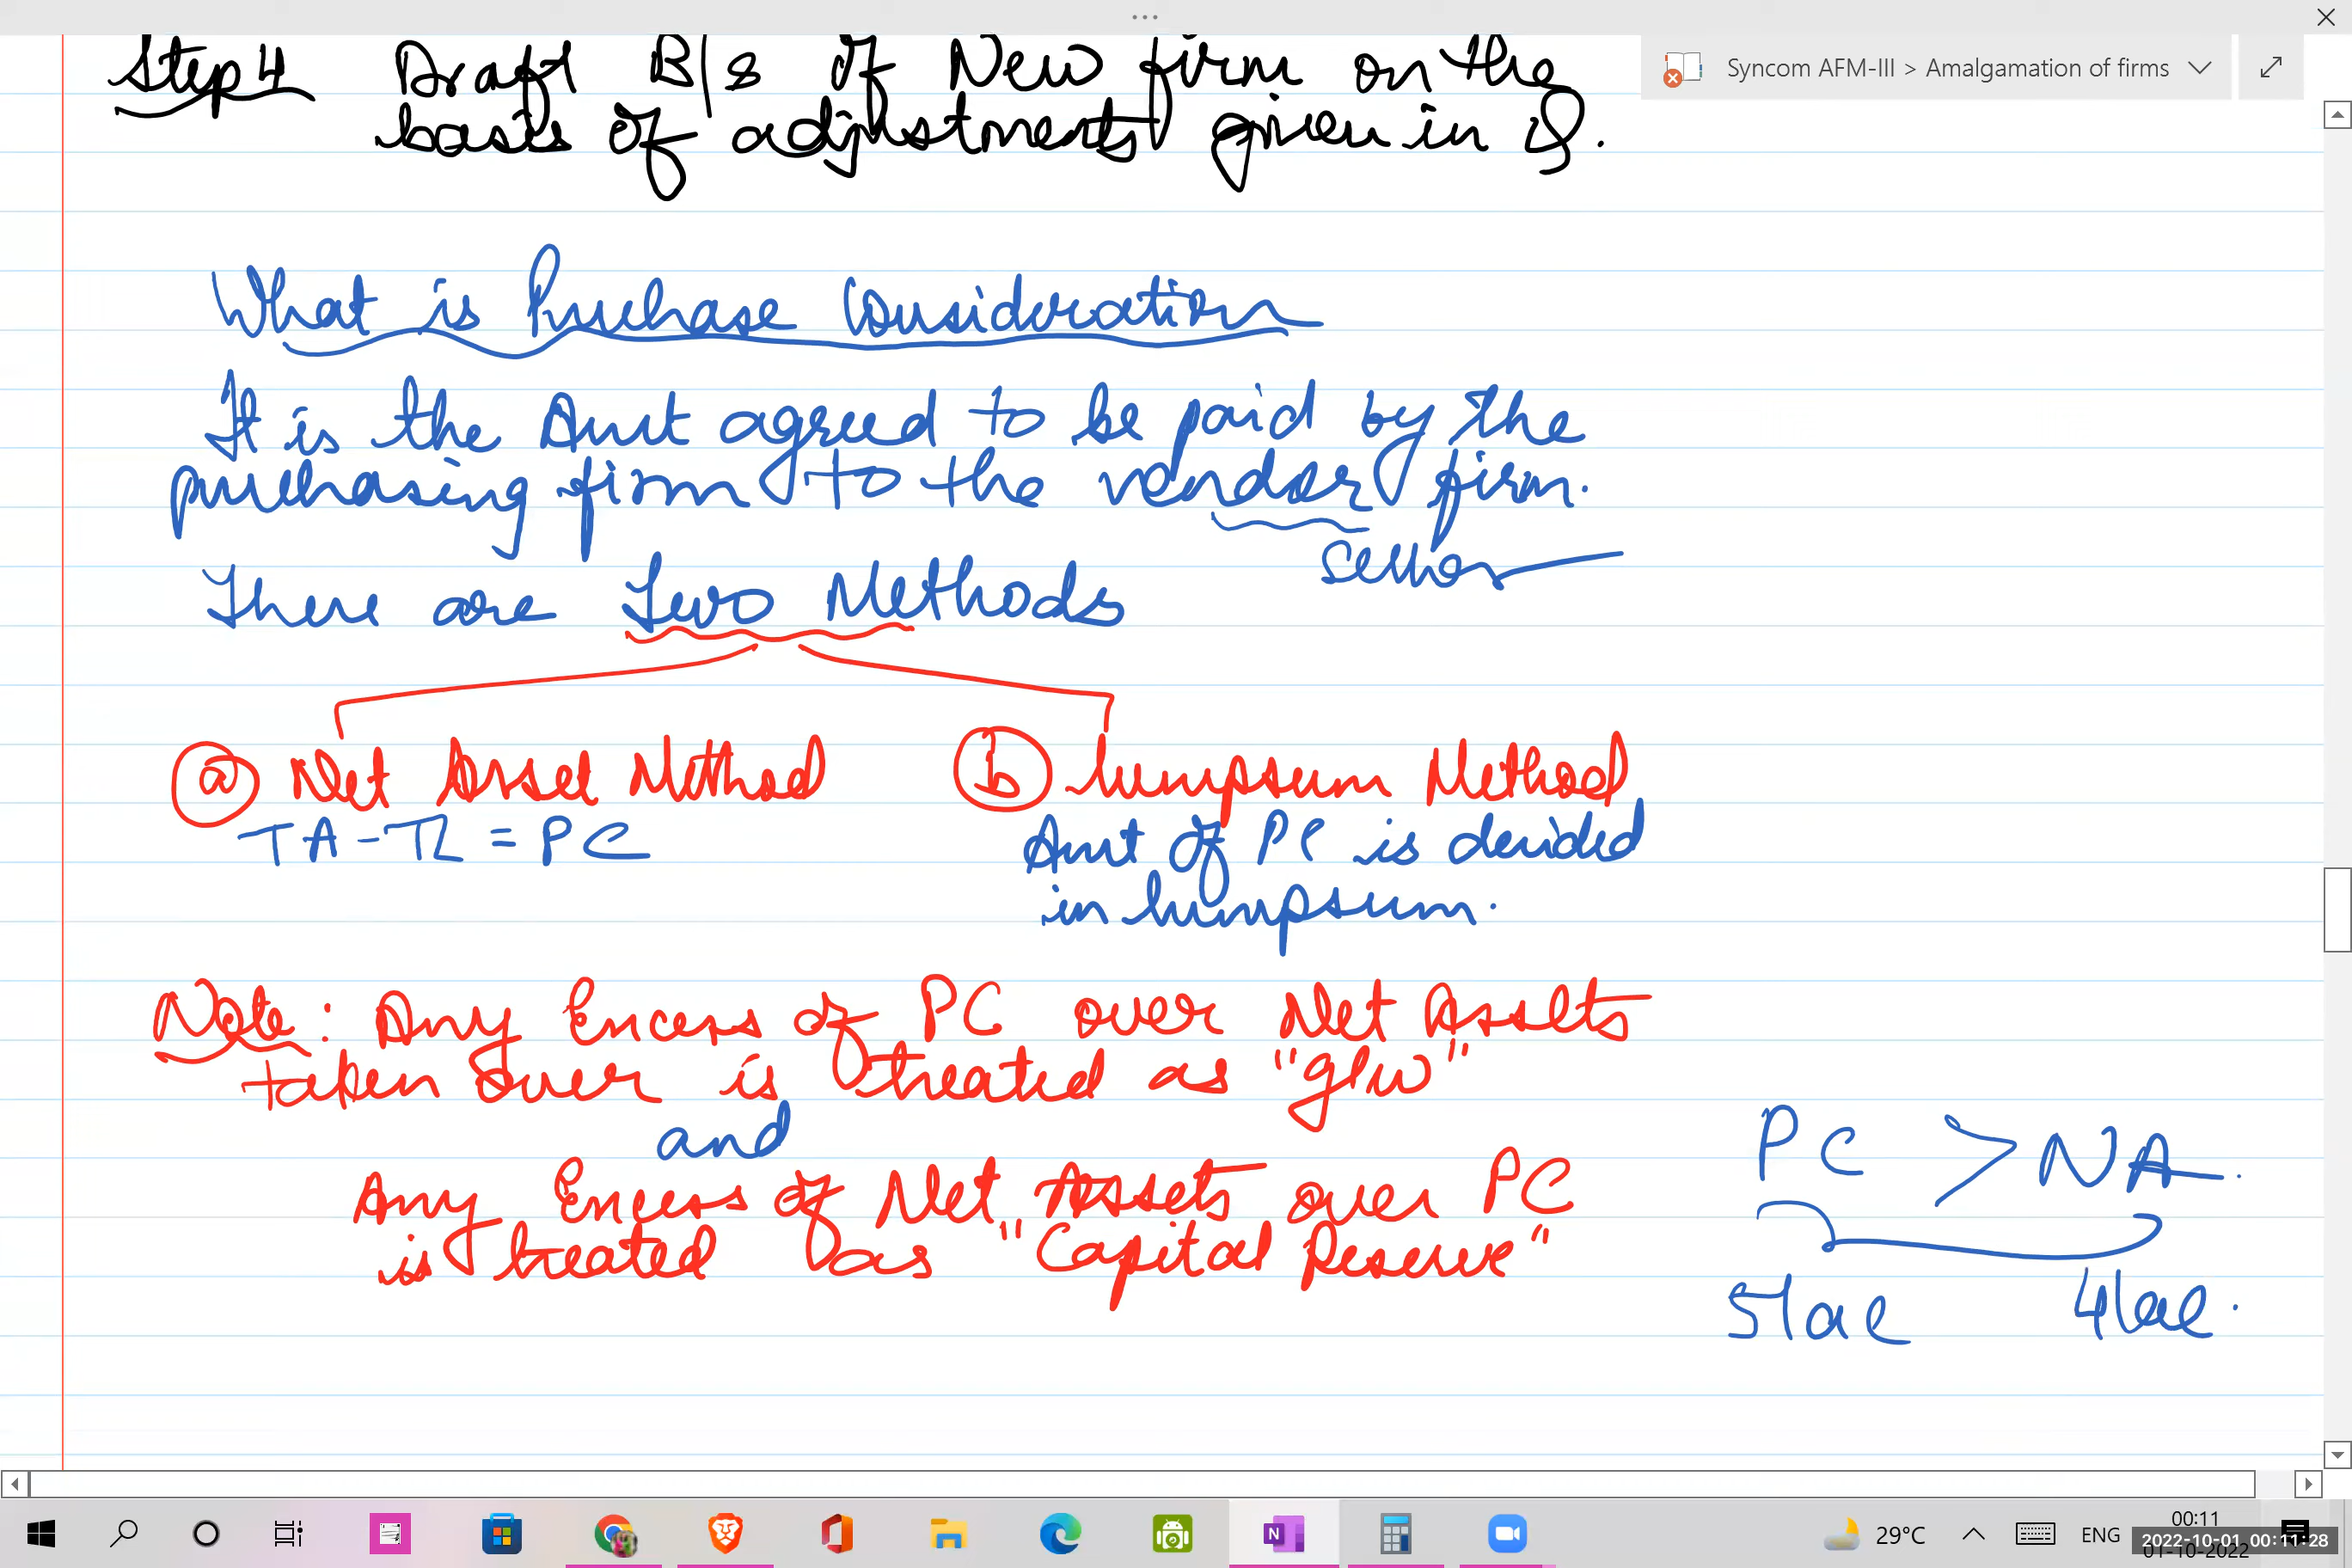 Syncom AFM-III > Amalgamation of firms
Step 4 Draft B/s of New firm on the
basis of adjustments given in Q.
What is Purchase Consideration
It is the Amt agreed to be paid by the
purchasing firm to the vendor firm.
Seller
There are Two Methods
a Net Asset Method
b Lumpsum Method
TA - TL = PC
Amt of PC is decided
in lumpsum.
Note: Any Excess of PC over Net Assets
taken over is treated as "g/w"
and
Any Excess of Net Assets over PC
is treated as "Capital Reserve"
PC > NA.
5lac 4lac.
29°C
ENG
00:11
2022-10-01 00:11:28
01-10-2022